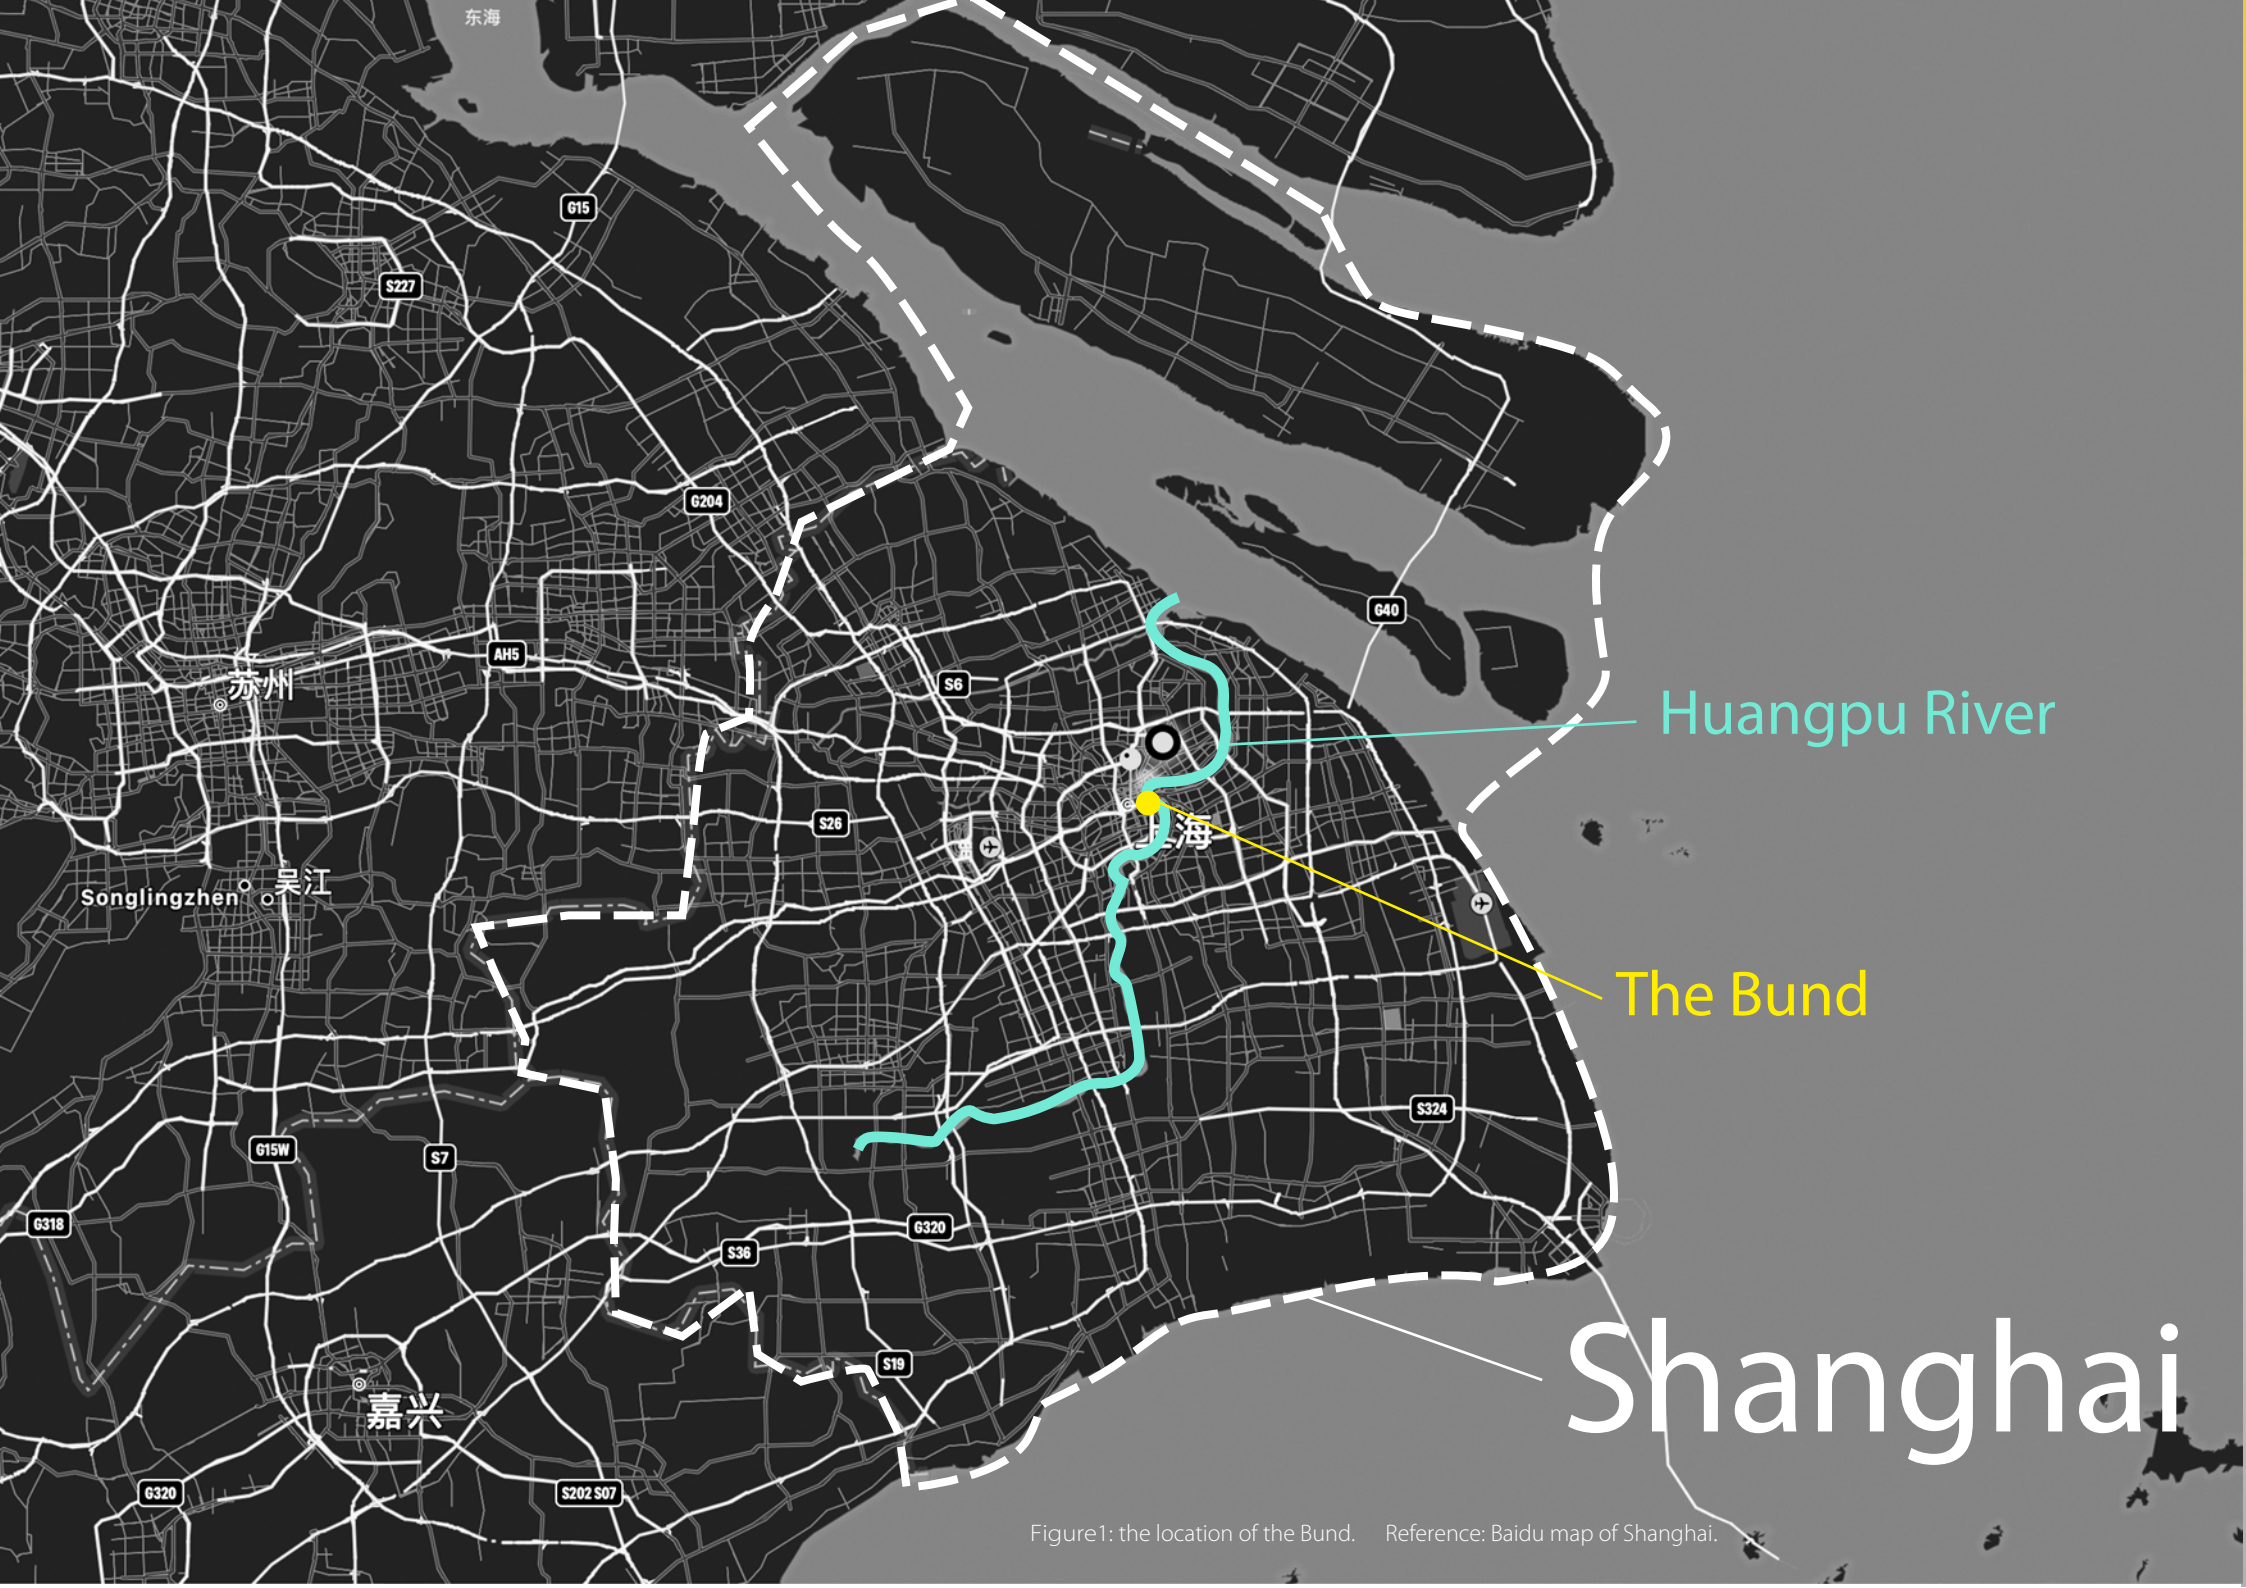 东海
G15
S227
G204
G40
AH5
S6
苏州
Huangpu River
S26
上海
吴江
Songlingzhen
The Bund
S324
G15W
S7
G318
G320
S36
Shanghai
S19
嘉兴
G320
S202 S07
Figure1: the location of the Bund. Reference: Baidu map of Shanghai.